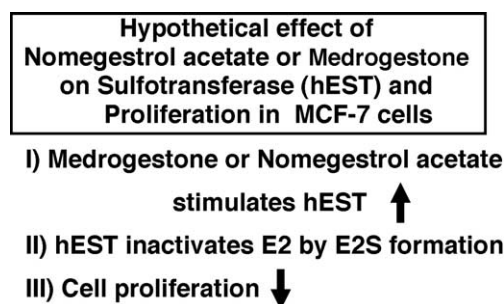 Hypothetical effect of
Nomegestrol acetate or Medrogestone
on Sulfotransferase (hEST) and
Proliferation in MCF-7 cells
I) Medrogestone or Nomegestrol acetate
stimulates hEST
II) hEST inactivates E2 by E2S formation
III) Cell proliferation